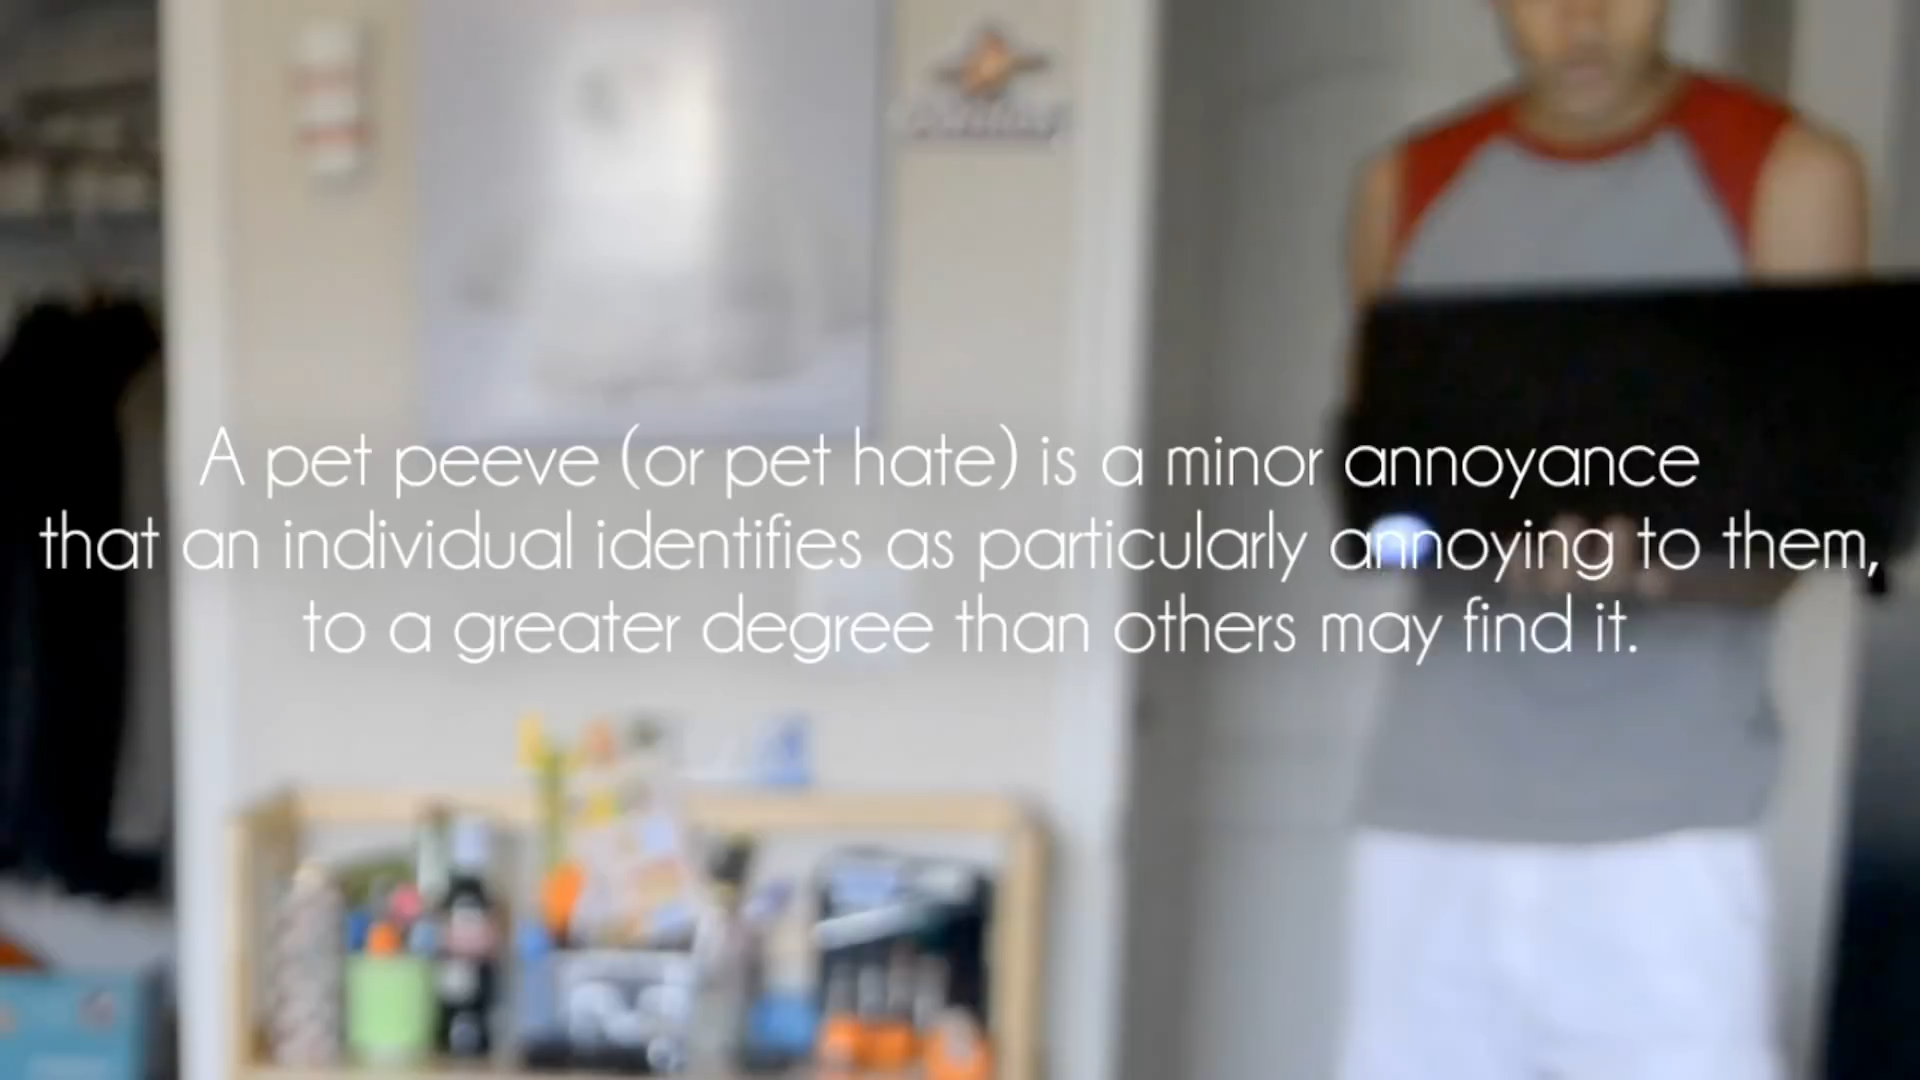 A pet peeve (or pet hate) is a minor annoyance
that an individual identifies as particularly annoying to them,
to a greater degree than others may find it.